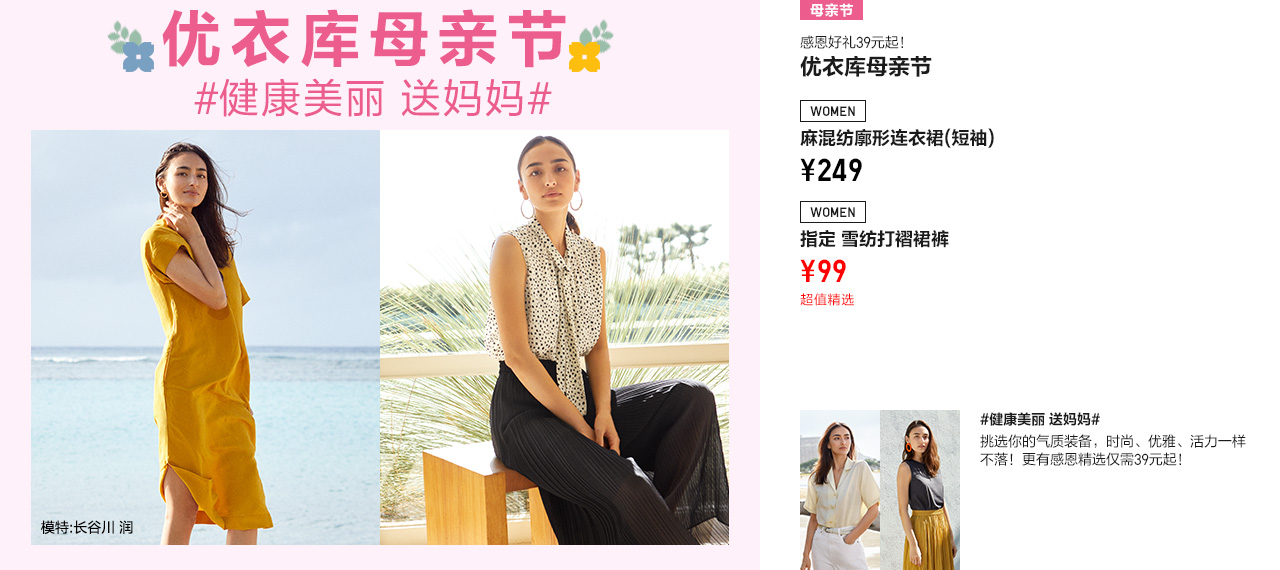 优衣库母亲节
#健康美丽 送妈妈#
模特:长谷川 润
母亲节
感恩好礼39元起!
优衣库母亲节
WOMEN
麻混纺廓形连衣裙(短袖)
¥249
WOMEN
指定 雪纺打褶裙裤
¥99
超值精选
#健康美丽 送妈妈#
挑选你的气质装备，时尚、优雅、活力一样
不落！更有感恩精选仅需39元起！